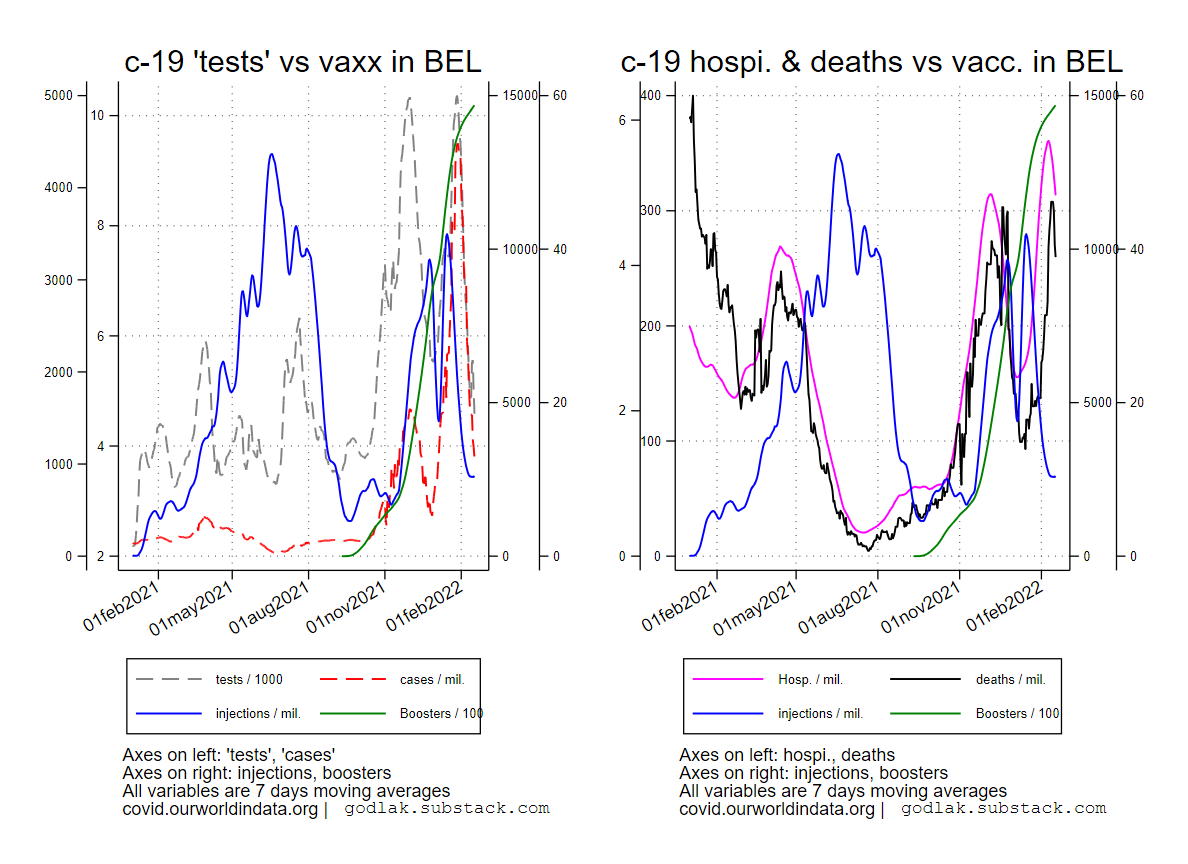 c-19 'tests' vs vaxx in BEL
5000
4000
3000
2000
1000
0
10
8
6
4
2
15000
10000
5000
0
60
40
20
0
01feb2021
01may2021
01aug2021
01nov2021
01feb2022
tests / 1000
cases / mil.
injections / mil.
Boosters / 100
Axes on left: 'tests', 'cases'
Axes on right: injections, boosters
All variables are 7 days moving averages
covid.ourworldindata.org | godlak.substack.com
c-19 hospi. & deaths vs vacc. in BEL
6
4
2
0
400
300
200
100
0
15000
10000
5000
0
60
40
20
0
01feb2021
01may2021
01aug2021
01nov2021
01feb2022
Hosp. / mil.
deaths / mil.
injections / mil.
Boosters / 100
Axes on left: hospi., deaths
Axes on right: injections, boosters
All variables are 7 days moving averages
covid.ourworldindata.org | godlak.substack.com